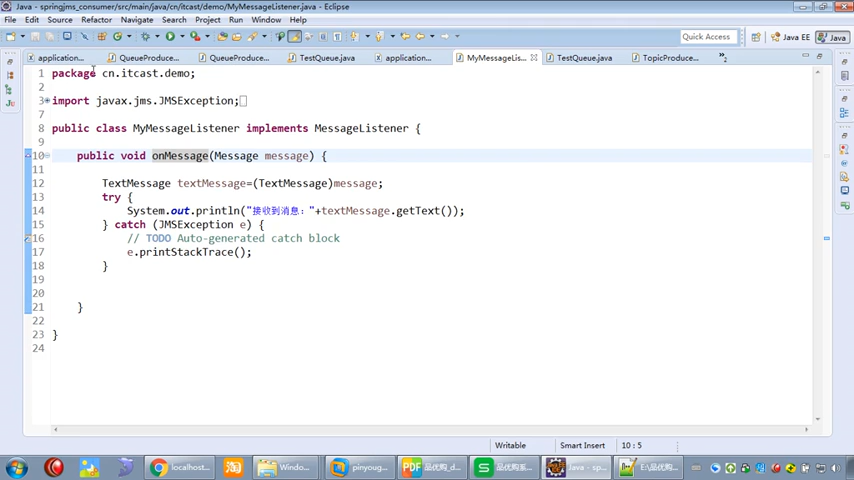 Java - springjms_consumer/src/main/java/cn/itcast/demo/MyMessageListener.java - Eclipse
File Edit Source Refactor Navigate Search Project Run Window Help
Quick Access Java EE Java
application... QueueProduce... QueueProduce... TestQueue.java application... MyMessageLis... TestQueue.java TopicProduce... »2
1 package cn.itcast.demo;
2
3 import javax.jms.JMSException;
7
8 public class MyMessageListener implements MessageListener {
9
10 public void onMessage(Message message) {
11
12 TextMessage textMessage=(TextMessage)message;
13 try {
14 System.out.println("接收到消息："+textMessage.getText());
15 } catch (JMSException e) {
16 // TODO Auto-generated catch block
17 e.printStackTrace();
18 }
19
20
21 }
22
23 }
24
Writable Smart Insert 10 : 5
localhost... 淘 Windo... pinyoug... PDF 品优购_d... S 品优购系... Java - sp... E:\品优购...